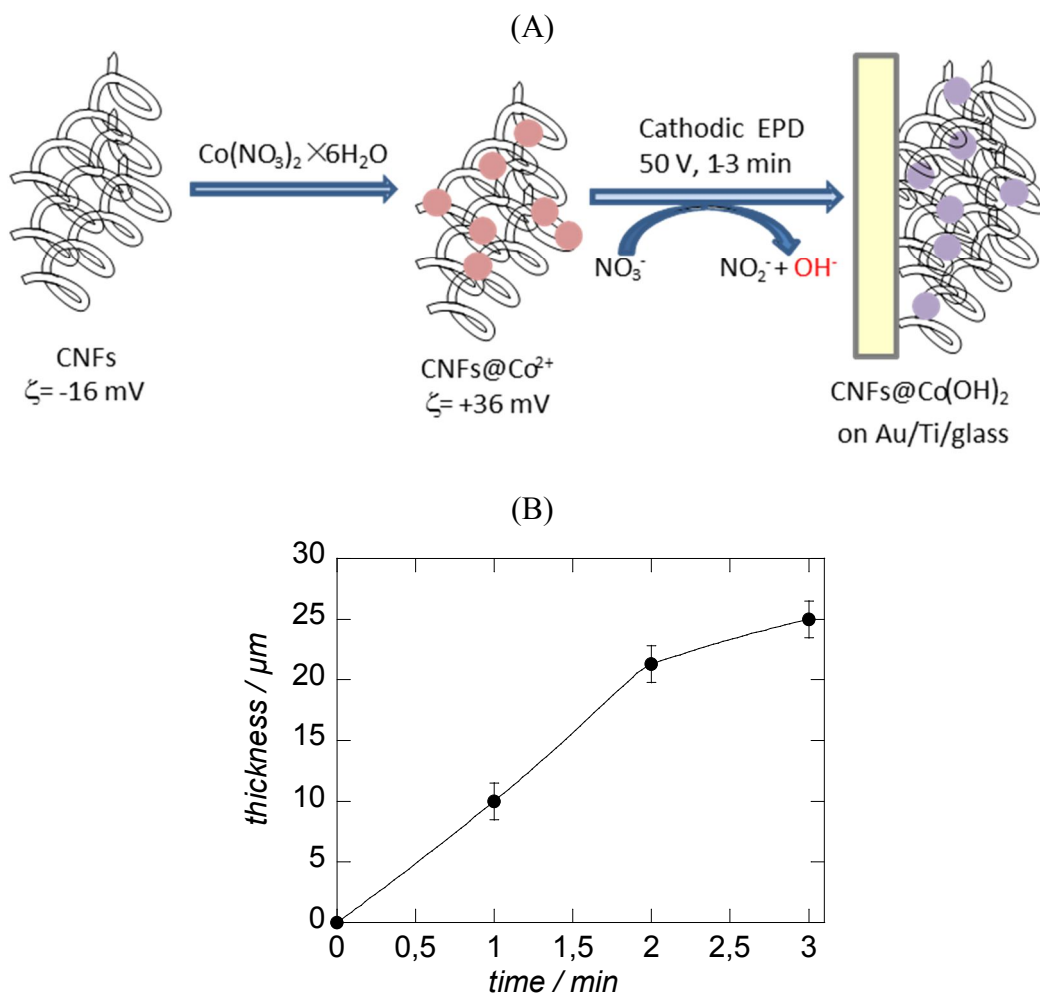 (A)
Co(NO₃)₂ ×6H₂O
Cathodic EPD
50 V, 1-3 min
NO₃⁻
NO₂⁻ + OH⁻
CNFs
ζ= -16 mV
CNFs@Co²⁺
ζ= +36 mV
CNFs@Co(OH)₂
on Au/Ti/glass
(B)
thickness / μm
30
25
20
15
10
5
0
0 0,5 1 1,5 2 2,5 3
time / min